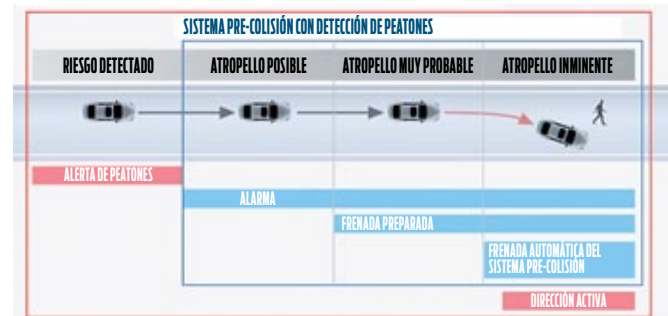 SISTEMA PRE-COLISIÓN CON DETECCIÓN DE PEATONES
RIESGO DETECTADO
ATROPELLO POSIBLE
ATROPELLO MUY PROBABLE
ATROPELLO INMINENTE
ALERTA DE PEATONES
ALARMA
FRENADA PREPARADA
FRENADA AUTOMÁTICA DEL
SISTEMA PRE-COLISIÓN
DIRECCIÓN ACTIVA